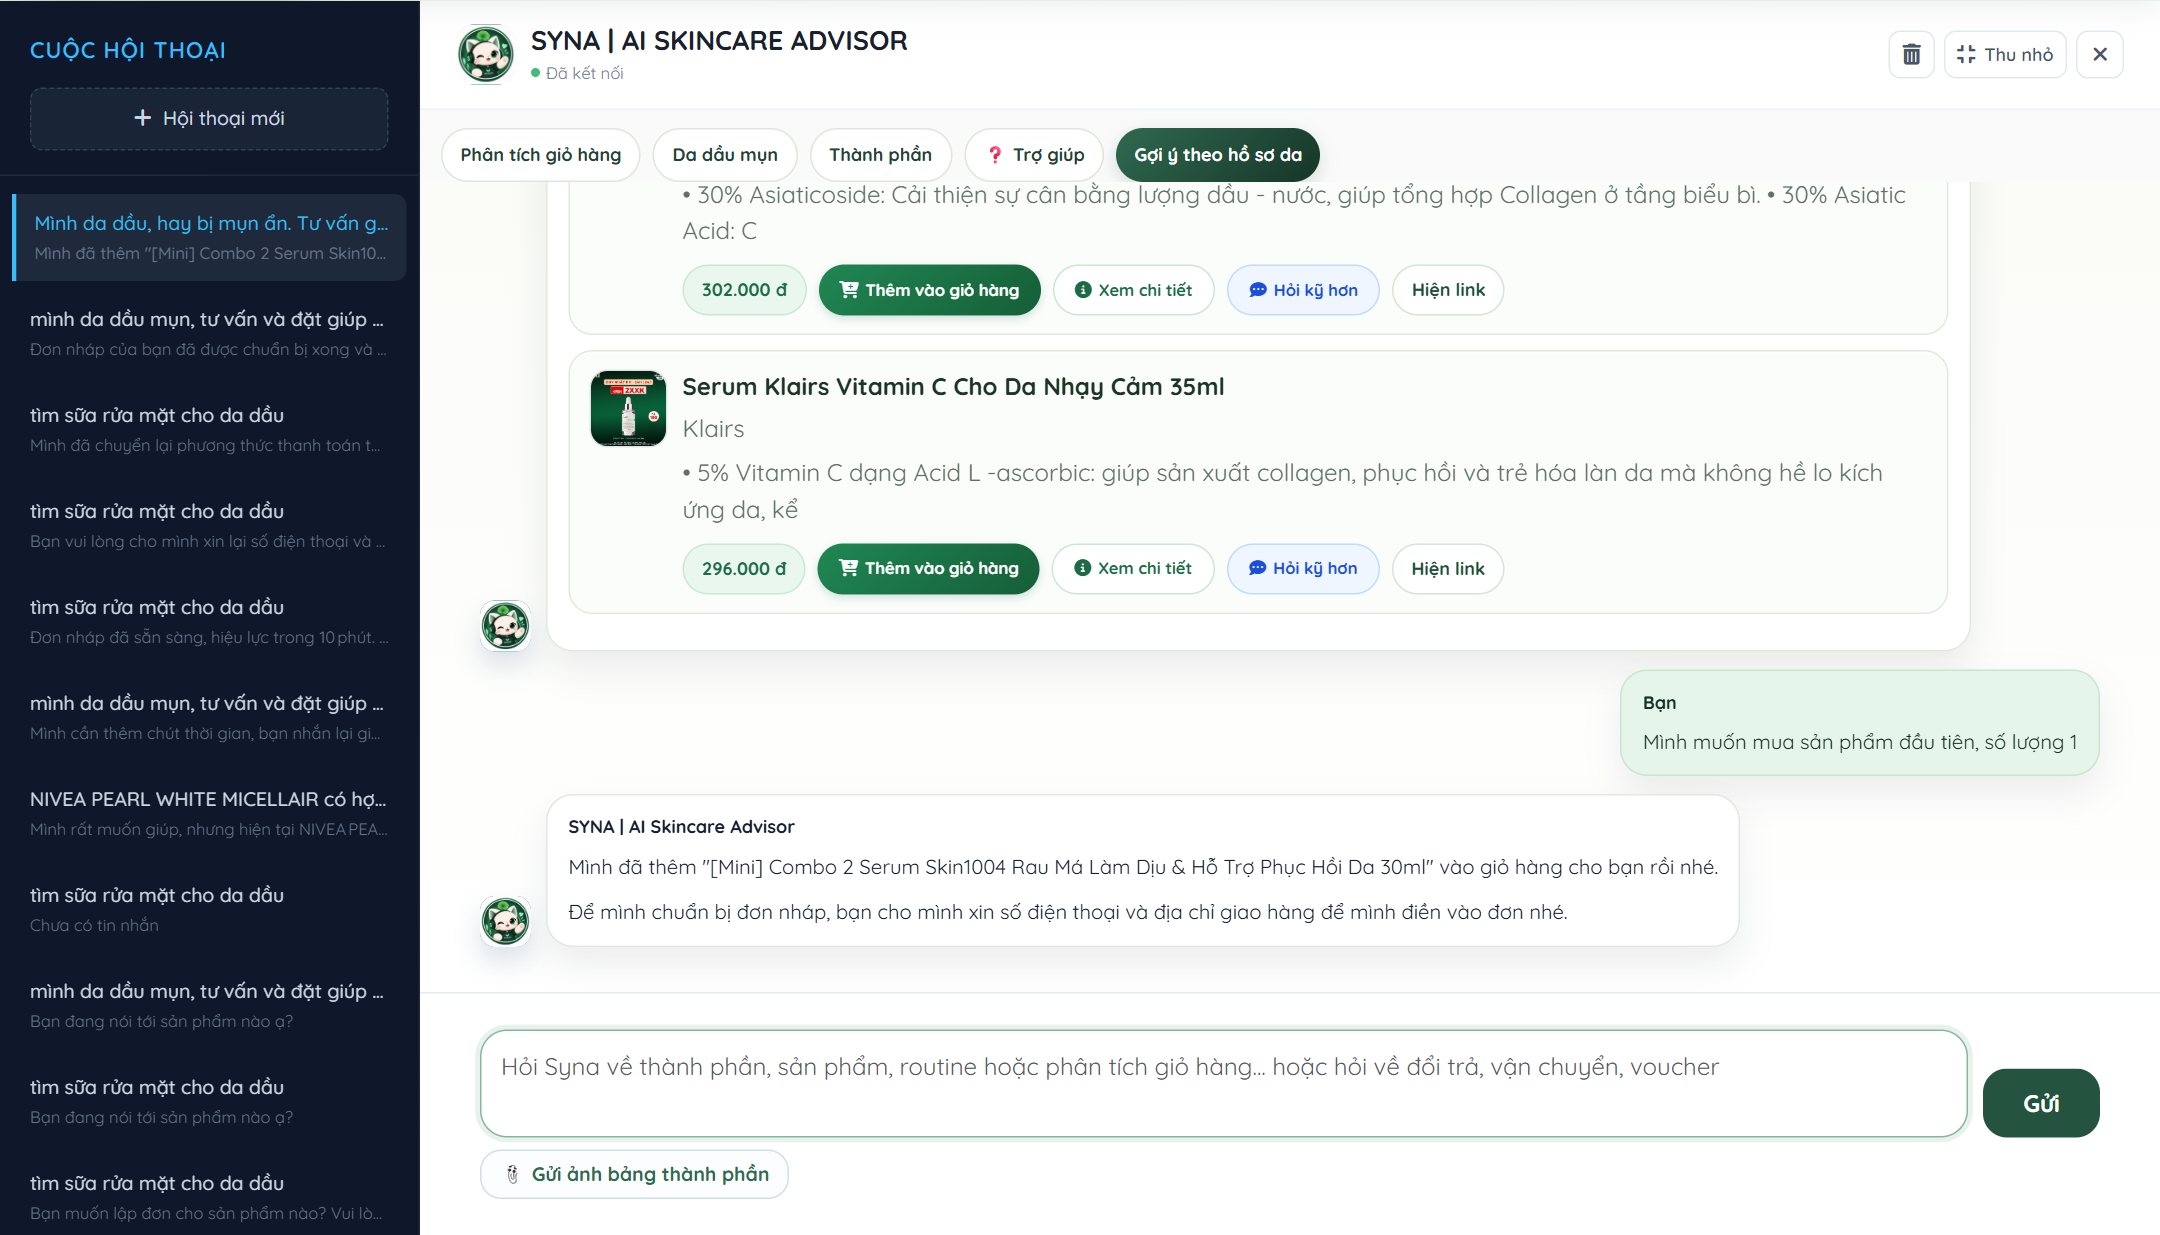 CUỘC HỘI THOẠI
Hội thoại mới
Mình da dầu, hay bị mụn ẩn. Tư vấn g...
Mình đã thêm "[Mini] Combo 2 Serum Skin10...
mình da dầu mụn, tư vấn và đặt giúp ...
Đơn nháp của bạn đã được chuẩn bị xong và ...
tìm sữa rửa mặt cho da dầu
Mình đã chuyển lại phương thức thanh toán t...
tìm sữa rửa mặt cho da dầu
Bạn vui lòng cho mình xin lại số điện thoại và ...
tìm sữa rửa mặt cho da dầu
Đơn nháp đã sẵn sàng, hiệu lực trong 10 phút. ...
mình da dầu mụn, tư vấn và đặt giúp ...
Mình cần thêm chút thời gian, bạn nhắn lại gi...
NIVEA PEARL WHITE MICELLAIR có hợ...
Mình rất muốn giúp, nhưng hiện tại NIVEA PEA...
tìm sữa rửa mặt cho da dầu
Chưa có tin nhắn
mình da dầu mụn, tư vấn và đặt giúp ...
Bạn đang nói tới sản phẩm nào ạ?
tìm sữa rửa mặt cho da dầu
Bạn đang nói tới sản phẩm nào ạ?
tìm sữa rửa mặt cho da dầu
Bạn muốn lập đơn cho sản phẩm nào? Vui lò...
SYNA | AI SKINCARE ADVISOR
Đã kết nối
Thu nhỏ
Phân tích giỏ hàng
Da dầu mụn
Thành phần
❓ Trợ giúp
Gợi ý theo hồ sơ da
• 30% Asiaticoside: Cải thiện sự cân bằng lượng dầu - nước, giúp tổng hợp Collagen ở tầng biểu bì. • 30% Asiatic
Acid: C
302.000 đ
Thêm vào giỏ hàng
Xem chi tiết
Hỏi kỹ hơn
Hiện link
2XXK
Serum Klairs Vitamin C Cho Da Nhạy Cảm 35ml
Klairs
• 5% Vitamin C dạng Acid L -ascorbic: giúp sản xuất collagen, phục hồi và trẻ hóa làn da mà không hề lo kích
ứng da, kể
296.000 đ
Thêm vào giỏ hàng
Xem chi tiết
Hỏi kỹ hơn
Hiện link
Bạn
Mình muốn mua sản phẩm đầu tiên, số lượng 1
SYNA | AI Skincare Advisor
Mình đã thêm "[Mini] Combo 2 Serum Skin1004 Rau Má Làm Dịu & Hỗ Trợ Phục Hồi Da 30ml" vào giỏ hàng cho bạn rồi nhé.
Để mình chuẩn bị đơn nháp, bạn cho mình xin số điện thoại và địa chỉ giao hàng để mình điền vào đơn nhé.
Hỏi Syna về thành phần, sản phẩm, routine hoặc phân tích giỏ hàng... hoặc hỏi về đổi trả, vận chuyển, voucher
Gửi
Gửi ảnh bảng thành phần